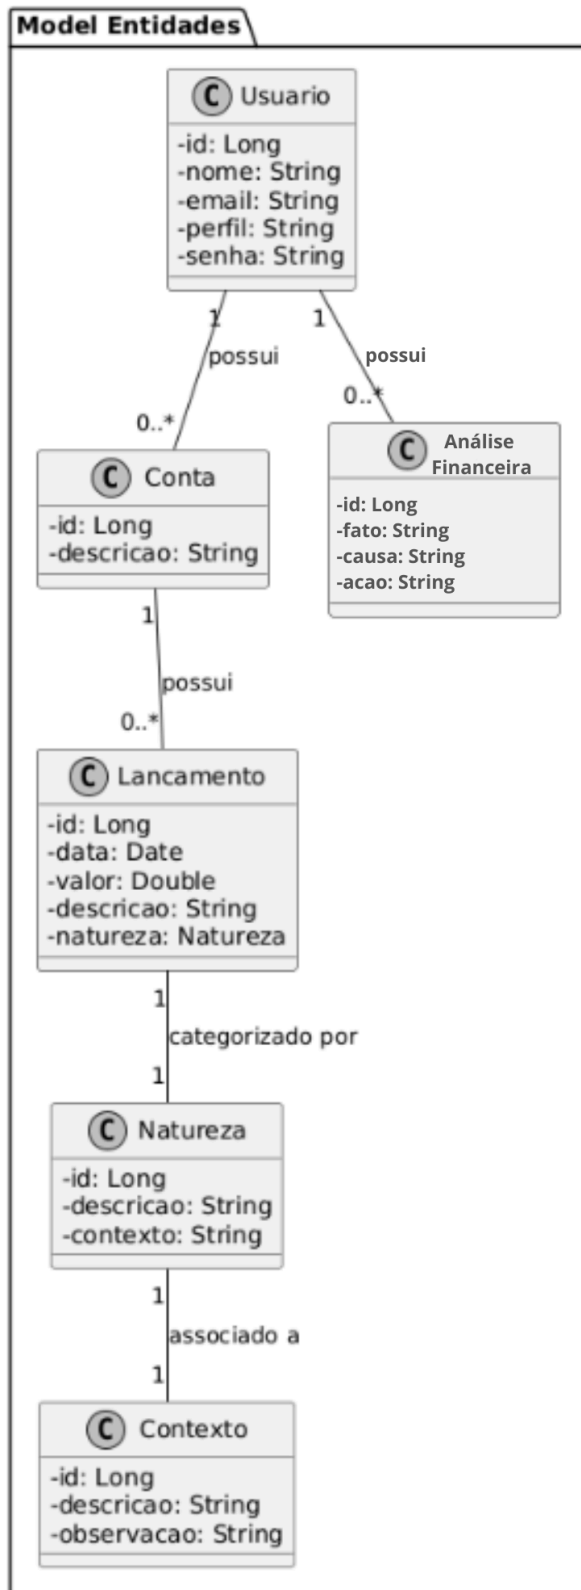 Model Entidades
C Usuario
-id: Long
-nome: String
-email: String
-perfil: String
-senha: String
1
1
possui
possui
0..*
0..*
C Conta
-id: Long
-descricao: String
C Análise
Financeira
-id: Long
-fato: String
-causa: String
-acao: String
1
possui
0..*
C Lancamento
-id: Long
-data: Date
-valor: Double
-descricao: String
-natureza: Natureza
1
categorizado por
1
C Natureza
-id: Long
-descricao: String
-contexto: String
1
associado a
1
C Contexto
-id: Long
-descricao: String
-observacao: String